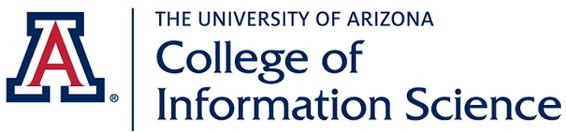 A®
THE UNIVERSITY OF ARIZONA
College of
Information Science